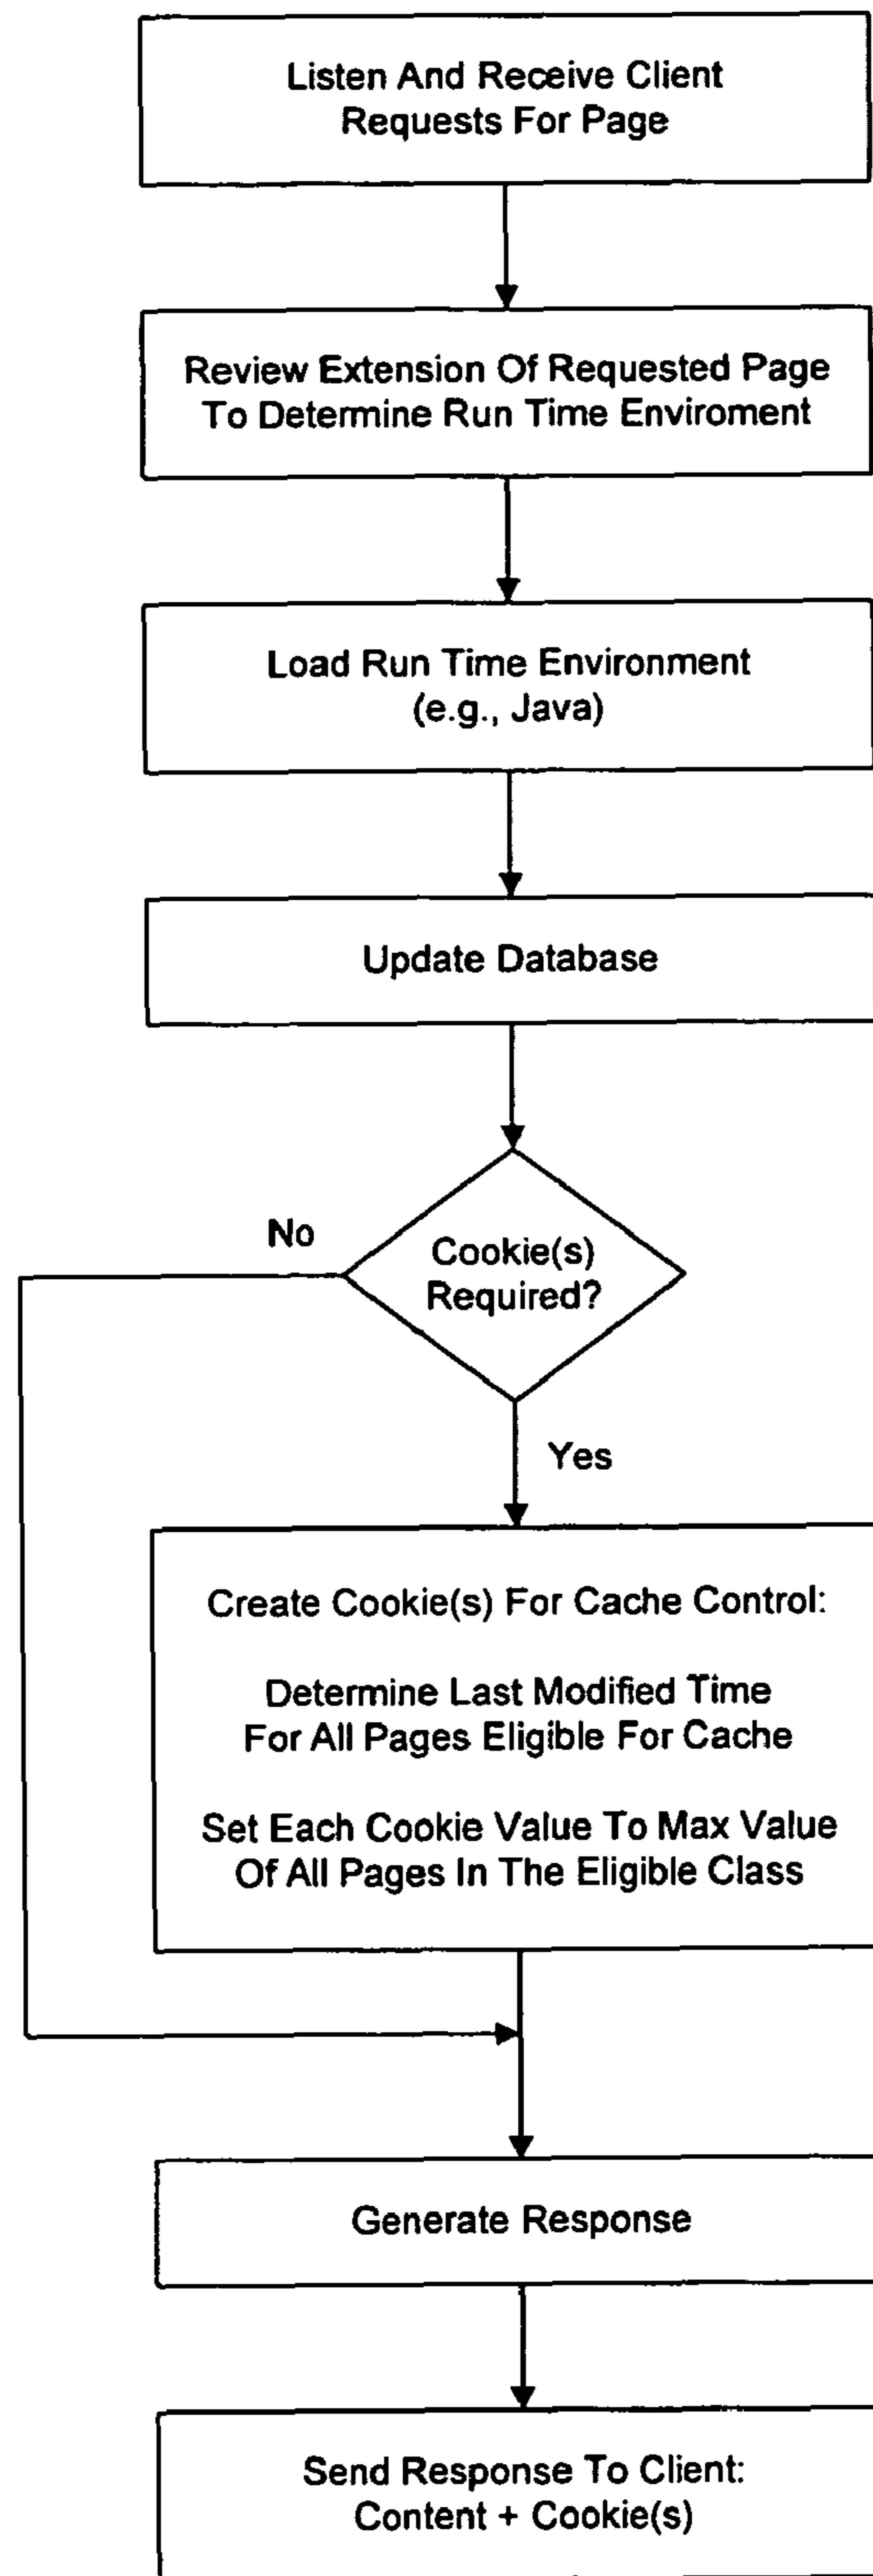 Listen And Receive Client
Requests For Page
Review Extension Of Requested Page
To Determine Run Time Enviroment
Load Run Time Environment
(e.g., Java)
Update Database
No
Cookie(s)
Required?
Yes
Create Cookie(s) For Cache Control:
Determine Last Modified Time
For All Pages Eligible For Cache
Set Each Cookie Value To Max Value
Of All Pages In The Eligible Class
Generate Response
Send Response To Client:
Content + Cookie(s)